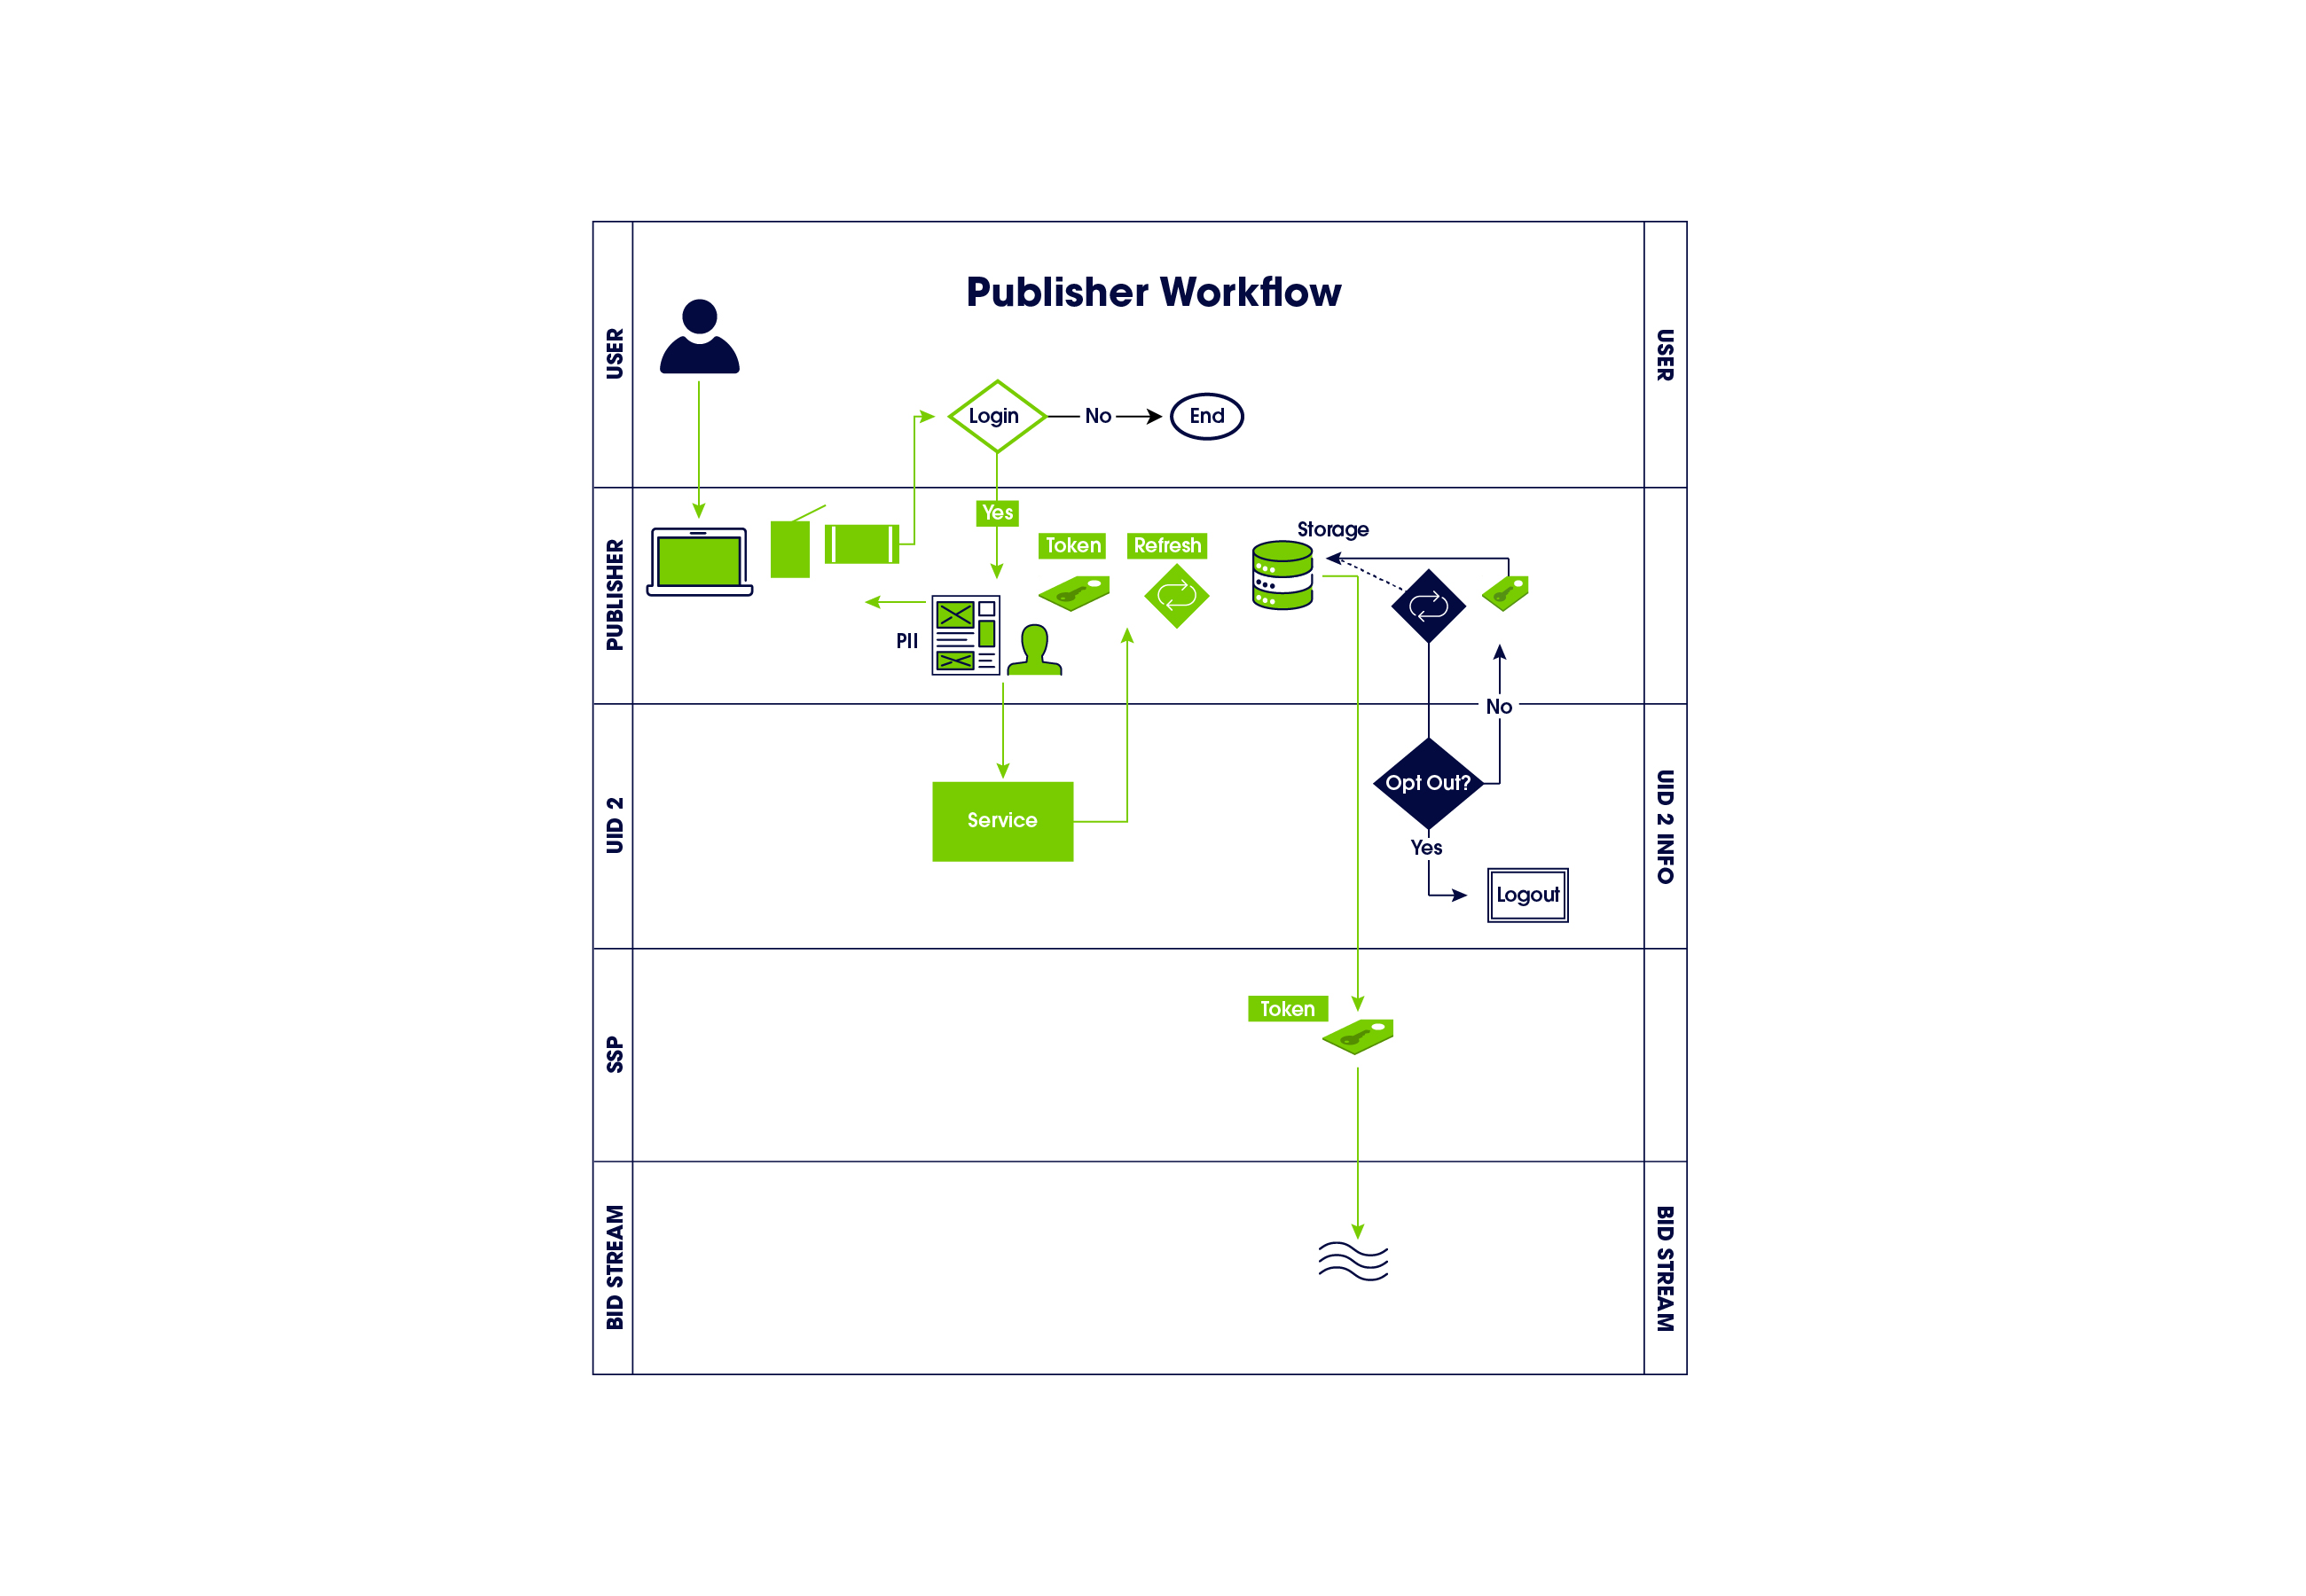 Publisher Workflow
USER
USER
Login
No
End
PUBLISHER
Yes
Token
Refresh
Storage
PII
No
UID 2
UID 2 INFO
Service
Opt Out?
Yes
Logout
SSP
Token
BID STREAM
BID STREAM